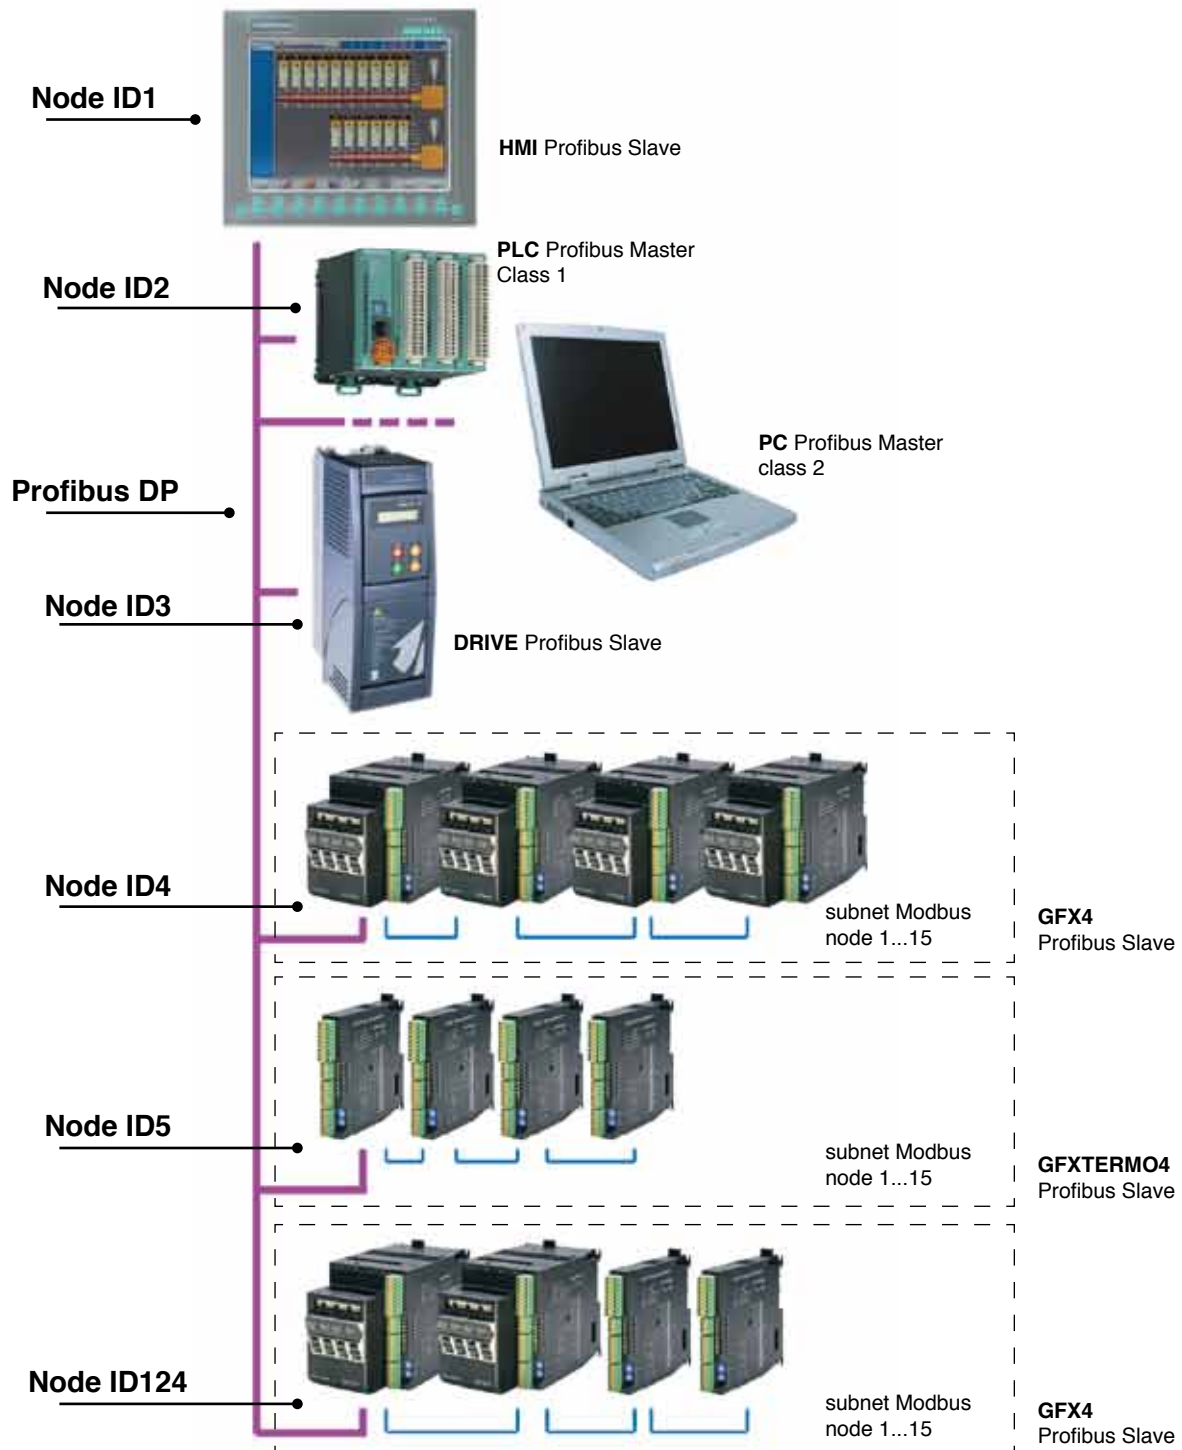 Node ID1
HMI Profibus Slave
PLC Profibus Master
Class 1
Node ID2
PC Profibus Master
class 2
Profibus DP
Node ID3
DRIVE Profibus Slave
Node ID4
subnet Modbus
node 1...15
GFX4
Profibus Slave
Node ID5
subnet Modbus
node 1...15
GFXTERMO4
Profibus Slave
Node ID124
subnet Modbus
node 1...15
GFX4
Profibus Slave